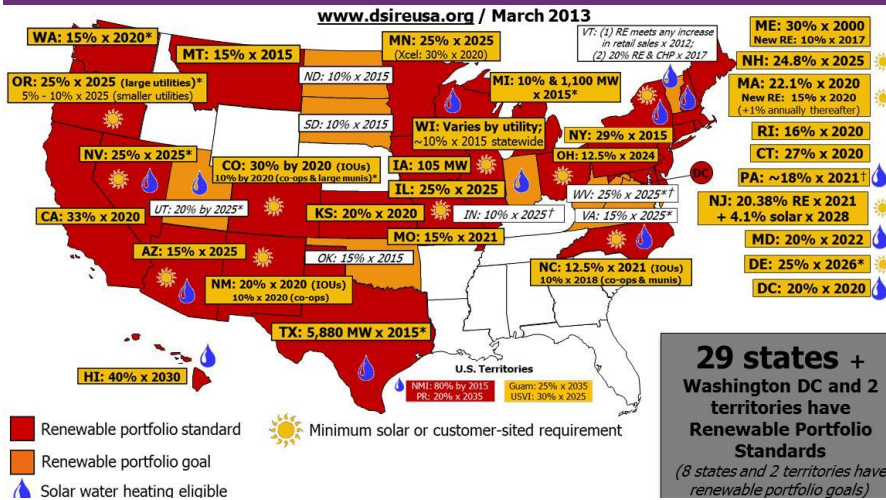 www.dsireusa.org / March 2013
WA: 15% x 2020*
MT: 15% x 2015
MN: 25% x 2025
(Xcel: 30% x 2020)
VT: (1) RE meets any increase
in retail sales x 2012;
(2) 20% RE & CHP x 2017
ME: 30% x 2000
New RE: 10% x 2017
OR: 25% x 2025 (large utilities)*
5% - 10% x 2025 (smaller utilities)
ND: 10% x 2015
MI: 10% & 1,100 MW
x 2015*
NH: 24.8% x 2025
MA: 22.1% x 2020
New RE: 15% x 2020
(+1% annually thereafter)
SD: 10% x 2015
WI: Varies by utility;
~10% x 2015 statewide
NY: 29% x 2015
RI: 16% x 2020
CT: 27% x 2020
NV: 25% x 2025*
CO: 30% by 2020 (IOUs)
10% by 2020 (co-ops & large munis)*
IA: 105 MW
OH: 12.5% x 2024
PA: ~18% x 2021†
DC
IL: 25% x 2025
WV: 25% x 2025*†
NJ: 20.38% RE x 2021
+ 4.1% solar x 2028
CA: 33% x 2020
UT: 20% by 2025*
KS: 20% x 2020
IN: 10% x 2025†
VA: 15% x 2025*
MO: 15% x 2021
MD: 20% x 2022
AZ: 15% x 2025
OK: 15% x 2015
DE: 25% x 2026*
NM: 20% x 2020 (IOUs)
10% x 2020 (co-ops)
NC: 12.5% x 2021 (IOUs)
10% x 2018 (co-ops & munis)
DC: 20% x 2020
TX: 5,880 MW x 2015*
HI: 40% x 2030
U.S. Territories
NMI: 80% by 2015
PR: 20% x 2035
Guam: 25% x 2035
USVI: 30% x 2025
29 states +
Washington DC and 2
territories have
Renewable Portfolio
Standards
(8 states and 2 territories have
renewable portfolio goals)
Renewable portfolio standard
Minimum solar or customer-sited requirement
Renewable portfolio goal
Solar water heating eligible